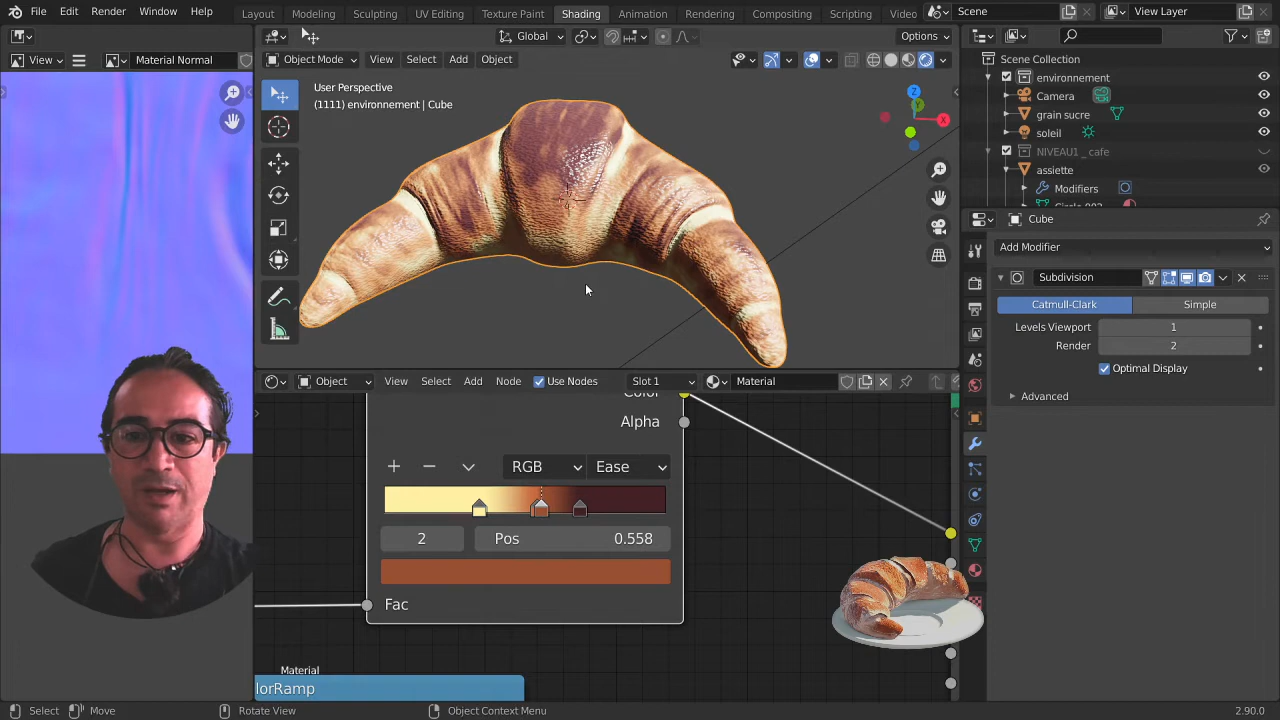 File Edit Render Window Help Layout Modeling Sculpting UV Editing Texture Paint Shading Animation Rendering Compositing Scripting Video Scene View Layer
Global Options
View Material Normal Object Mode View Select Add Object
Scene Collection
User Perspective
(1111) environnement | Cube
environnement
Camera
grain sucre
soleil
NIVEAU1 _ cafe
assiette
Modifiers
Circle.003
Z
Y
X
Cube
Add Modifier
Subdivision
Catmull-Clark Simple
Levels Viewport 1
Render 2
Optimal Display
Advanced
Object View Select Add Node Use Nodes Slot 1 Material
Color
Alpha
RGB Ease
2 Pos 0.558
Fac
Material
lorRamp
Select Move Rotate View Object Context Menu 2.90.0